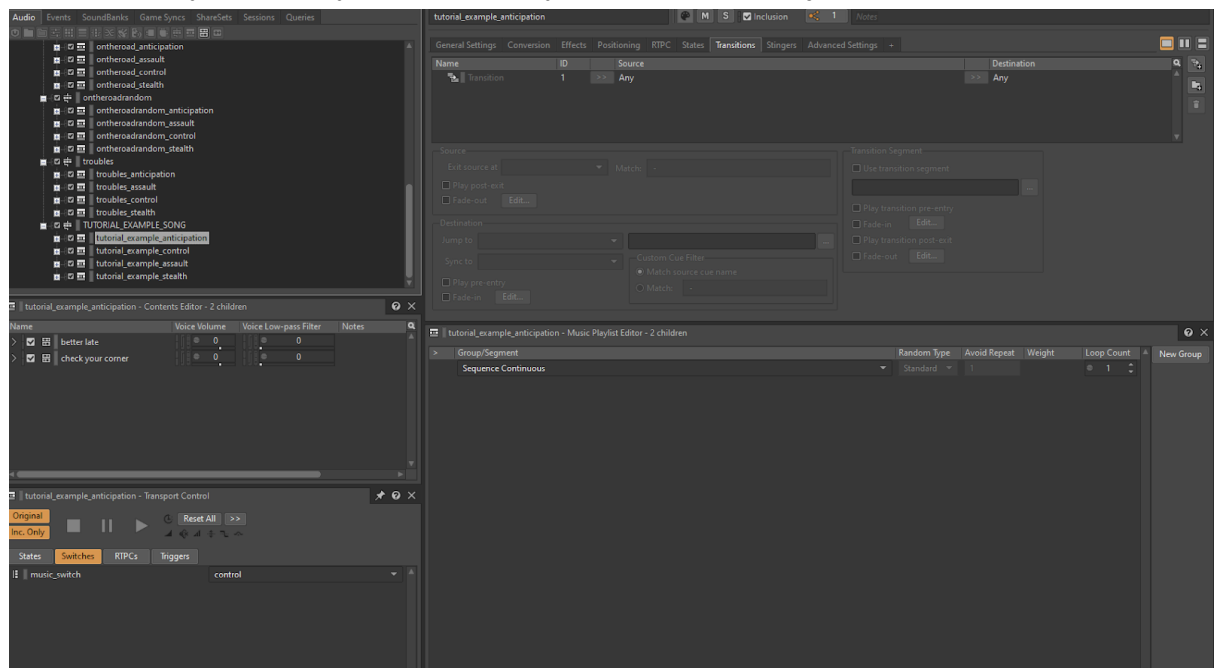 Audio Events SoundBanks Game Syncs ShareSets Sessions Queries
ontheroad_anticipation
ontheroad_assault
ontheroad_control
ontheroad_stealth
ontheroadrandom
ontheroadrandom_anticipation
ontheroadrandom_assault
ontheroadrandom_control
ontheroadrandom_stealth
troubles
troubles_anticipation
troubles_assault
troubles_control
troubles_stealth
TUTORIAL_EXAMPLE_SONG
tutorial_example_anticipation
tutorial_example_control
tutorial_example_assault
tutorial_example_stealth
tutorial_example_anticipation - Contents Editor - 2 children
Name Voice Volume Voice Low-pass Filter Notes
better late 0 0
check your corner 0 0
tutorial_example_anticipation - Transport Control
Original
Inc. Only
Reset All >>
States Switches RTPCs Triggers
music_switch control
tutorial_example_anticipation M S Inclusion 1 Notes
General Settings Conversion Effects Positioning RTPC States Transitions Stingers Advanced Settings +
Name ID Source Destination
Transition 1 >> Any >> Any
Source
Exit source at: Match: -
Play post-exit
Fade-out Edit...
Destination
Jump to: ...
Sync to:
Custom Cue Filter
Match source cue name
Match: -
Play pre-entry
Fade-in Edit...
Transition Segment
Use transition segment
...
Play transition pre-entry
Fade-in Edit...
Play transition post-exit
Fade-out Edit...
tutorial_example_anticipation - Music Playlist Editor - 2 children
> Group/Segment Random Type Avoid Repeat Weight Loop Count New Group
Sequence Continuous Standard 1 1